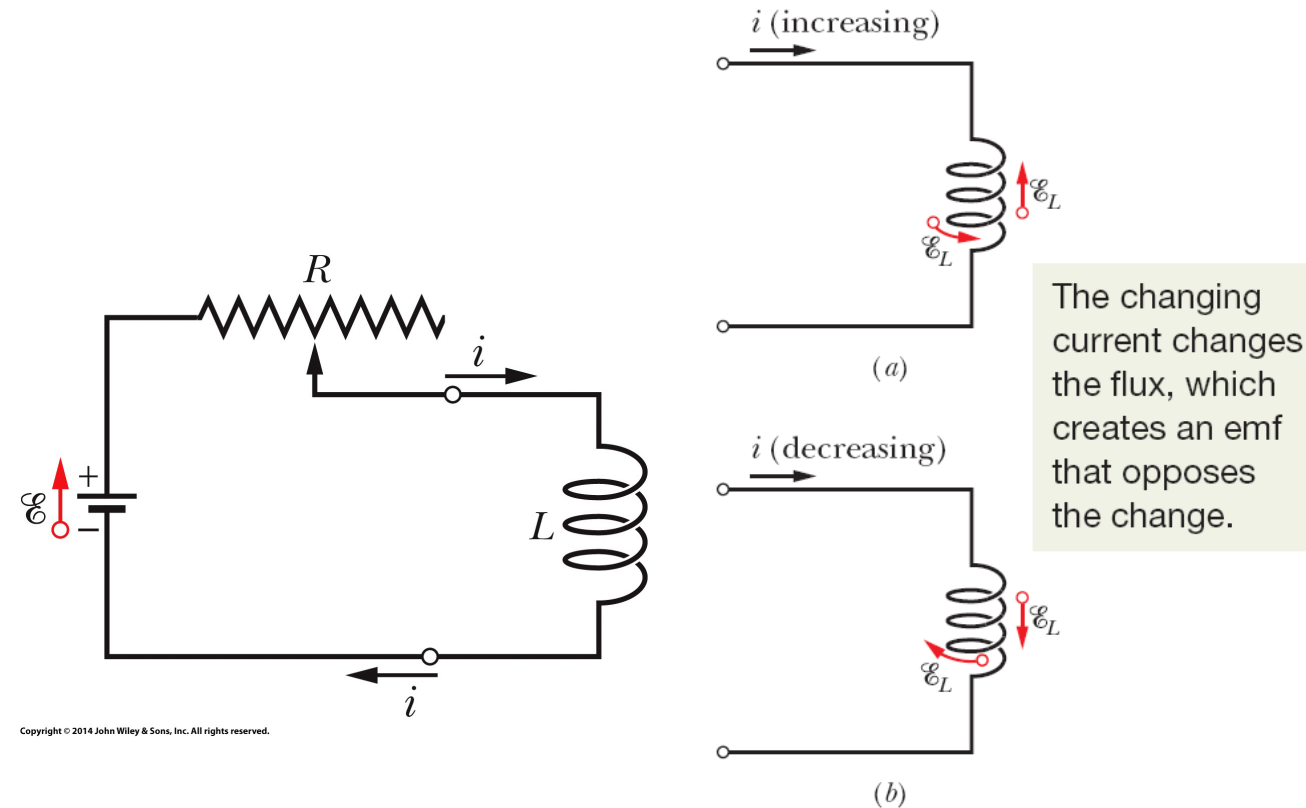 R
i
+
ℰ
−
L
i
Copyright © 2014 John Wiley & Sons, Inc. All rights reserved.
i (increasing)
ℰL
ℰL
(a)
i (decreasing)
ℰL
ℰL
(b)
The changing
current changes
the flux, which
creates an emf
that opposes
the change.